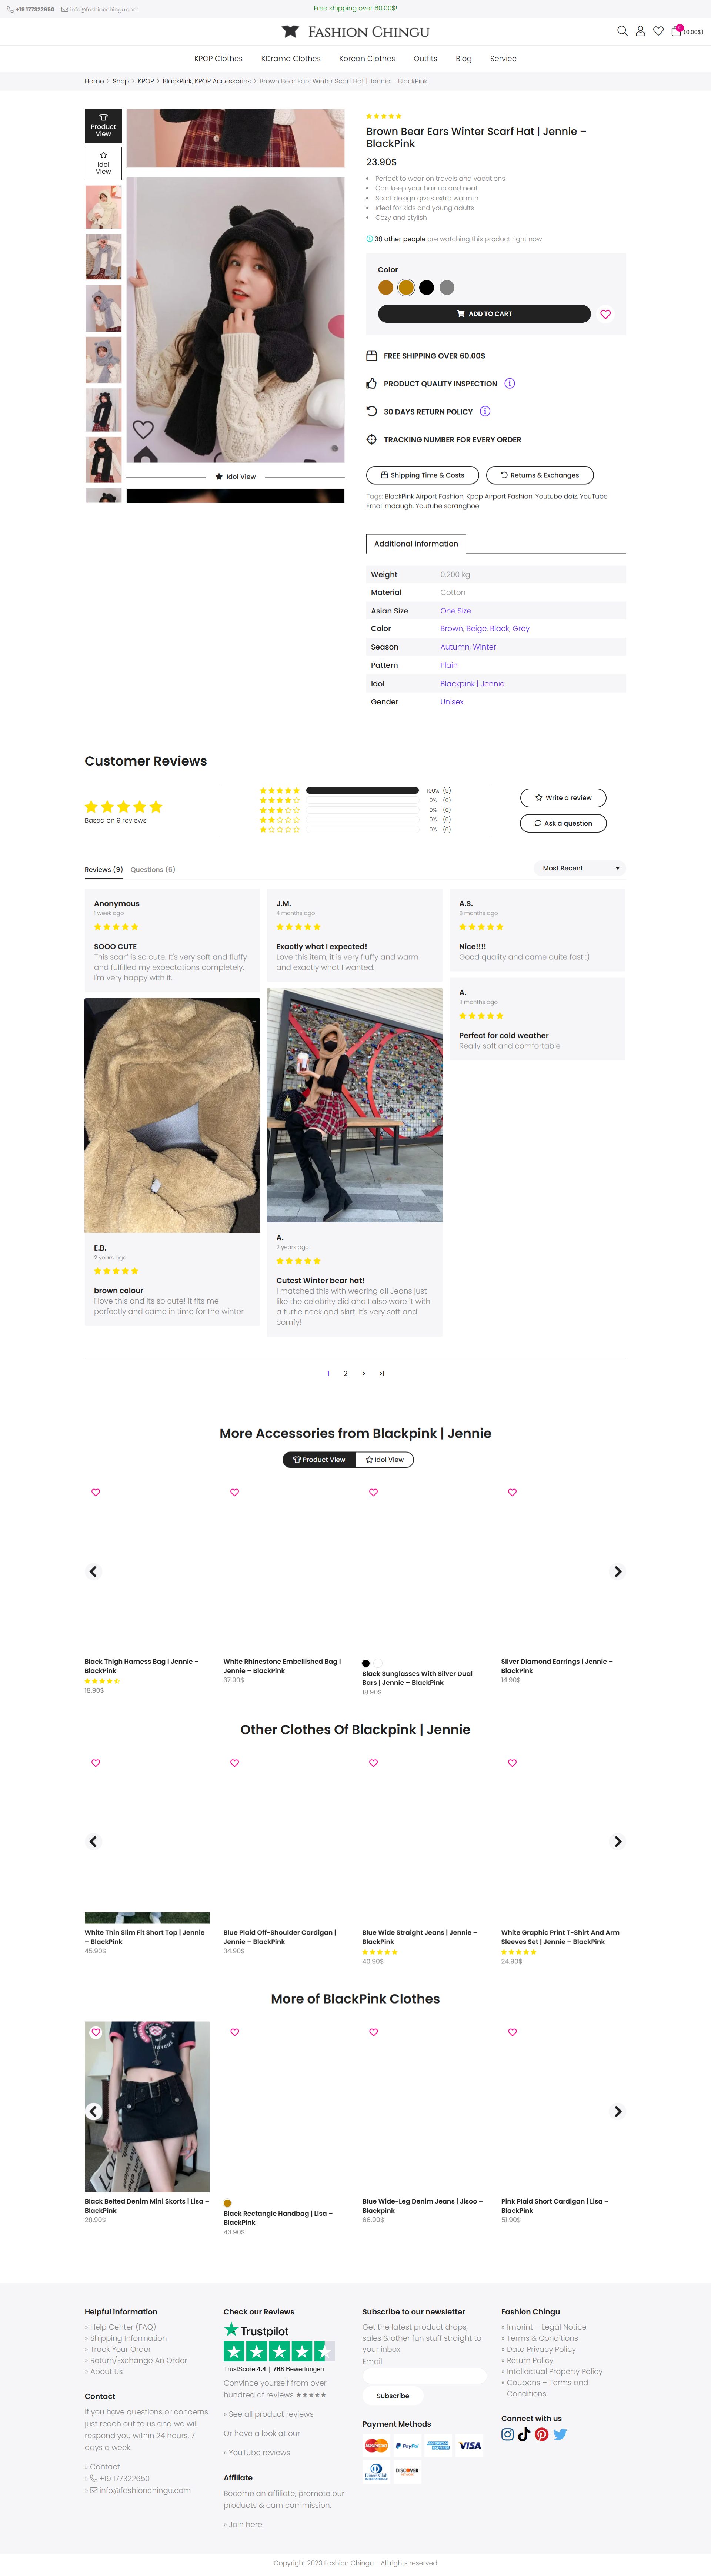 +19 177322650 info@fashionchingu.com
Free shipping over 60.00$!
FASHION CHINGU
0 (0.00$)
KPOP Clothes KDrama Clothes Korean Clothes Outfits Blog Service
Home > Shop > KPOP > BlackPink, KPOP Accessories > Brown Bear Ears Winter Scarf Hat | Jennie – BlackPink
Product
View
Idol
View
Idol View
Brown Bear Ears Winter Scarf Hat | Jennie –
BlackPink
23.90$
Perfect to wear on travels and vacations
Can keep your hair up and neat
Scarf design gives extra warmth
Ideal for kids and young adults
Cozy and stylish
38 other people are watching this product right now
Color
ADD TO CART
FREE SHIPPING OVER 60.00$
PRODUCT QUALITY INSPECTION
30 DAYS RETURN POLICY
TRACKING NUMBER FOR EVERY ORDER
Shipping Time & Costs Returns & Exchanges
Tags: BlackPink Airport Fashion, Kpop Airport Fashion, Youtube daiz, YouTube
ErnaLimdaugh, Youtube saranghoe
Additional information
Weight 0.200 kg
Material Cotton
Asian Size One Size
Color Brown, Beige, Black, Grey
Season Autumn, Winter
Pattern Plain
Idol Blackpink | Jennie
Gender Unisex
Customer Reviews
Based on 9 reviews
100% (9)
0% (0)
0% (0)
0% (0)
0% (0)
Write a review
Ask a question
Reviews (9) Questions (6)
Most Recent
Anonymous
1 week ago
SOOO CUTE
This scarf is so cute. It's very soft and fluffy
and fulfilled my expectations completely.
I'm very happy with it.
E.B.
2 years ago
brown colour
i love this and its so cute! it fits me
perfectly and came in time for the winter
J.M.
4 months ago
Exactly what I expected!
Love this item, it is very fluffy and warm
and exactly what I wanted.
A.
2 years ago
Cutest Winter bear hat!
I matched this with wearing all Jeans just
like the celebrity did and I also wore it with
a turtle neck and skirt. it's very soft and
comfy!
A.S.
8 months ago
Nice!!!!
Good quality and came quite fast :)
A.
11 months ago
Perfect for cold weather
Really soft and comfortable
1 2
More Accessories from Blackpink | Jennie
Product View Idol View
Black Thigh Harness Bag | Jennie –
BlackPink
18.90$
White Rhinestone Embellished Bag |
Jennie – BlackPink
37.90$
Black Sunglasses With Silver Dual
Bars | Jennie – BlackPink
18.90$
Silver Diamond Earrings | Jennie –
BlackPink
14.90$
Other Clothes Of Blackpink | Jennie
White Thin Slim Fit Short Top | Jennie
– BlackPink
45.90$
Blue Plaid Off-Shoulder Cardigan |
Jennie – BlackPink
34.90$
Blue Wide Straight Jeans | Jennie –
BlackPink
40.90$
White Graphic Print T-Shirt And Arm
Sleeves Set | Jennie – BlackPink
24.90$
More of BlackPink Clothes
Black Belted Denim Mini Skorts | Lisa –
BlackPink
28.90$
Black Rectangle Handbag | Lisa –
BlackPink
43.90$
Blue Wide-Leg Denim Jeans | Jisoo –
Blackpink
66.90$
Pink Plaid Short Cardigan | Lisa –
BlackPink
51.90$
Helpful information
» Help Center (FAQ)
» Shipping Information
» Track Your Order
» Return/Exchange An Order
» About Us
Contact
If you have questions or concerns
just reach out to us and we will
respond you within 24 hours, 7
days a week.
» Contact
» +19 177322650
» info@fashionchingu.com
Check our Reviews
Trustpilot
TrustScore 4.4 | 768 Bewertungen
Convince yourself from over
hundred of reviews ★★★★★
» See all product reviews
Or have a look at our
» YouTube reviews
Affiliate
Become an affiliate, promote our
products & earn commission.
» Join here
Subscribe to our newsletter
Get the latest product drops,
sales & other fun stuff straight to
your inbox
Email
Subscribe
Payment Methods
MasterCard PayPal VISA
Diners Club DISCOVER
Fashion Chingu
» Imprint – Legal Notice
» Terms & Conditions
» Data Privacy Policy
» Return Policy
» Intellectual Property Policy
» Coupons – Terms and
Conditions
Connect with us
Copyright 2023 Fashion Chingu - All rights reserved